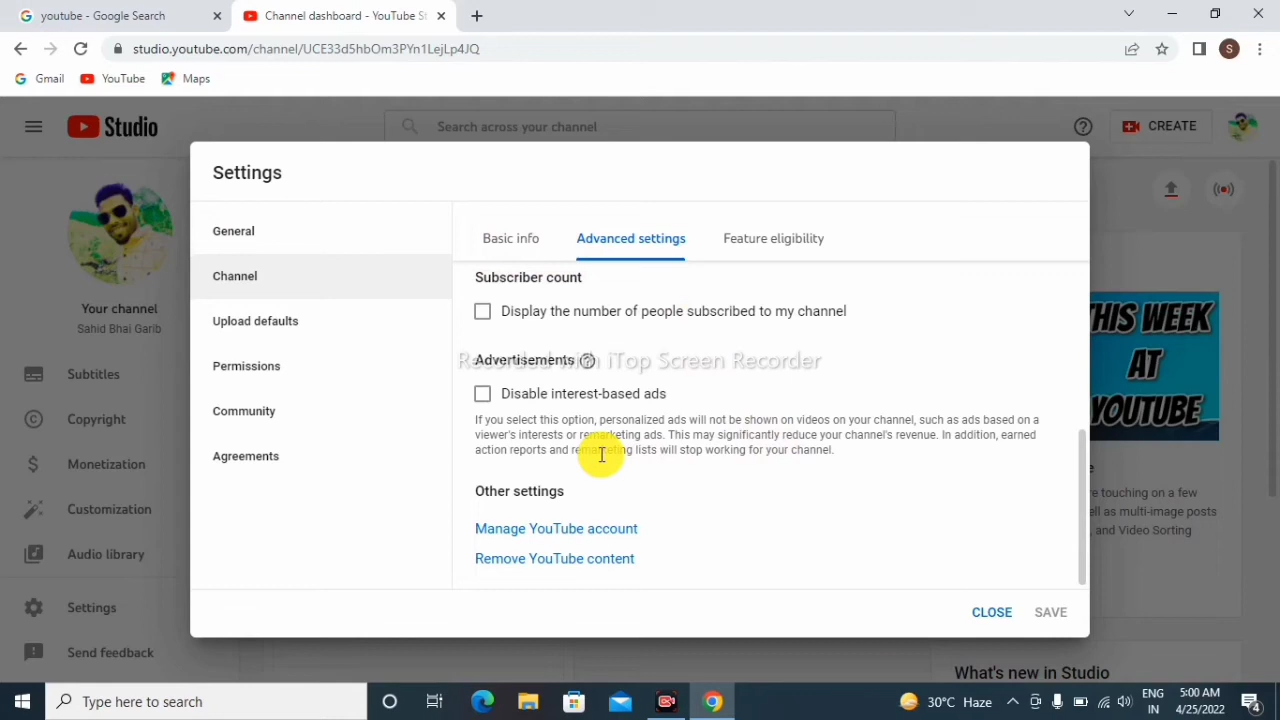 youtube - Google Search
Channel dashboard - YouTube St
studio.youtube.com/channel/UCE33d5hbOm3PYn1LejLp4JQ
S
Gmail
YouTube
Maps
Studio
Search across your channel
CREATE
Settings
General
Channel
Upload defaults
Permissions
Community
Agreements
Basic info
Advanced settings
Feature eligibility
Subscriber count
Display the number of people subscribed to my channel
Advertisements
Recorded with iTop Screen Recorder
Disable interest-based ads
If you select this option, personalized ads will not be shown on videos on your channel, such as ads based on a
viewer's interests or remarketing ads. This may significantly reduce your channel's revenue. In addition, earned
action reports and remarketing lists will stop working for your channel.
Other settings
Manage YouTube account
Remove YouTube content
CLOSE
SAVE
Your channel
Sahid Bhai Garib
Subtitles
Copyright
Monetization
Customization
Audio library
Settings
Send feedback
THIS WEEK
AT
YOUTUBE
e
re touching on a few
ell as multi-image posts
, and Video Sorting
What's new in Studio
Type here to search
30°C Haze
ENG
IN
5:00 AM
4/25/2022
4